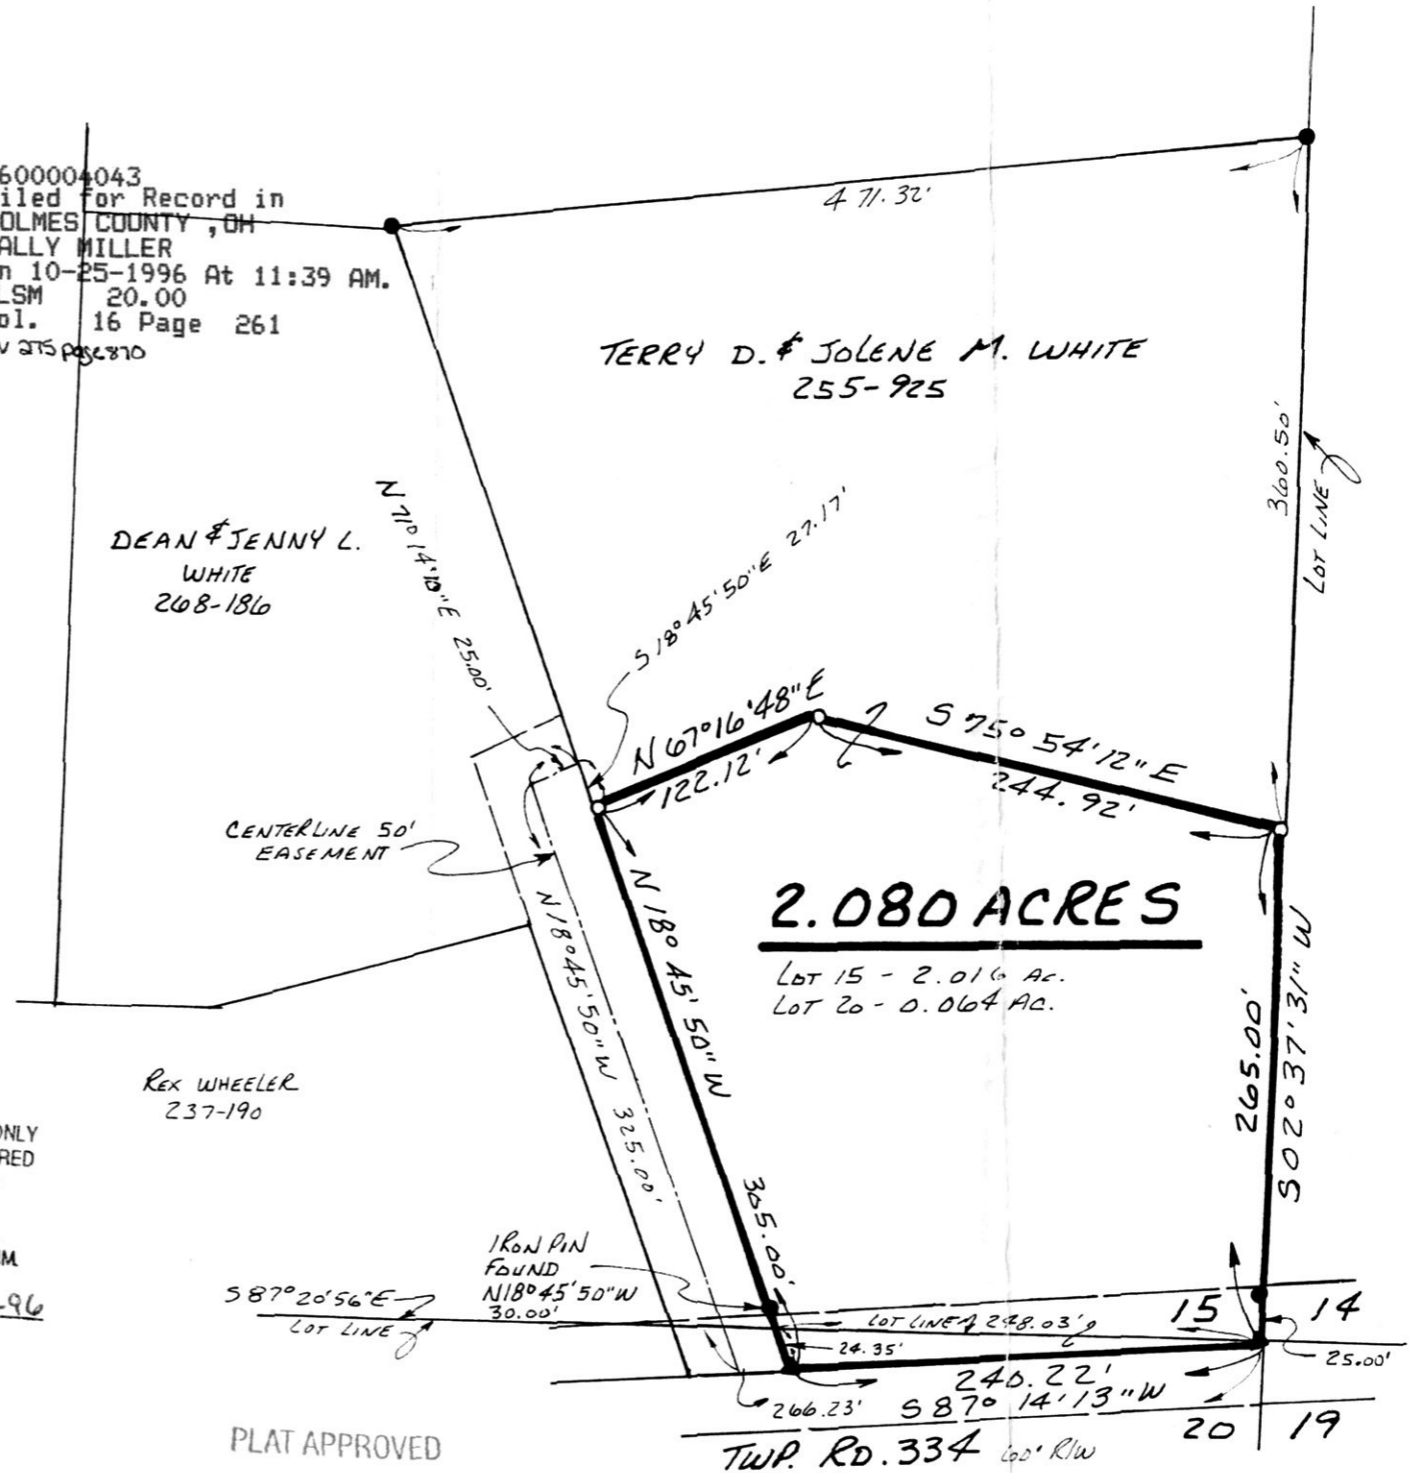 600004043
iled for Record in
OLMES COUNTY ,OH
ALLY MILLER
n 10-25-1996 At 11:39 AM.
LSM 20.00
ol. 16 Page 261
275 page 870
471.32'
TERRY D. & JOLENE M. WHITE
255-925
360.50'
LOT LINE
DEAN & JENNY L.
WHITE
268-186
N 71° 14' 10" E 25.00'
S 18° 45' 50" E 27.17'
N 67° 16' 48" E
122.12'
S 75° 54' 12" E
244.92'
CENTERLINE 50'
EASEMENT
N 18° 45' 50" W 325.00'
N 18° 45' 50" W
305.00'
2.080 ACRES
LOT 15 - 2.016 AC.
LOT 20 - 0.064 AC.
265.00'
S 02° 37' 31" W
REX WHEELER
237-190
ONLY
RED
M.
-96
IRON PIN
FOUND
N 18° 45' 50" W
30.00'
S 87° 20' 56" E
LOT LINE
LOT LINE 248.03'
15 14
24.35'
25.00'
240.22'
266.23' S 87° 14' 13" W
20 19
TWP. RD. 334 60' R/W
PLAT APPROVED